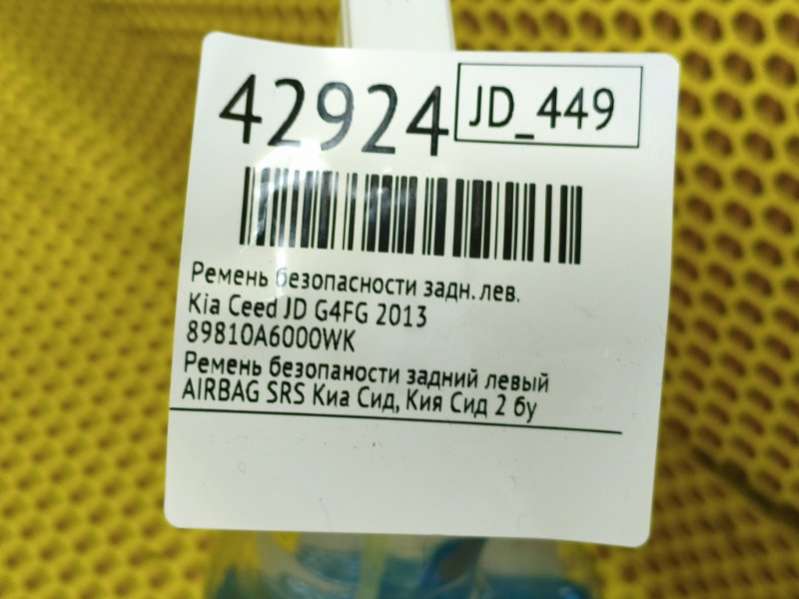 42924
JD_449
Ремень безопасности задн. лев.
Kia Ceed JD G4FG 2013
89810A6000WK
Ремень безопаности задний левый
AIRBAG SRS Киа Сид, Кия Сид 2 бу